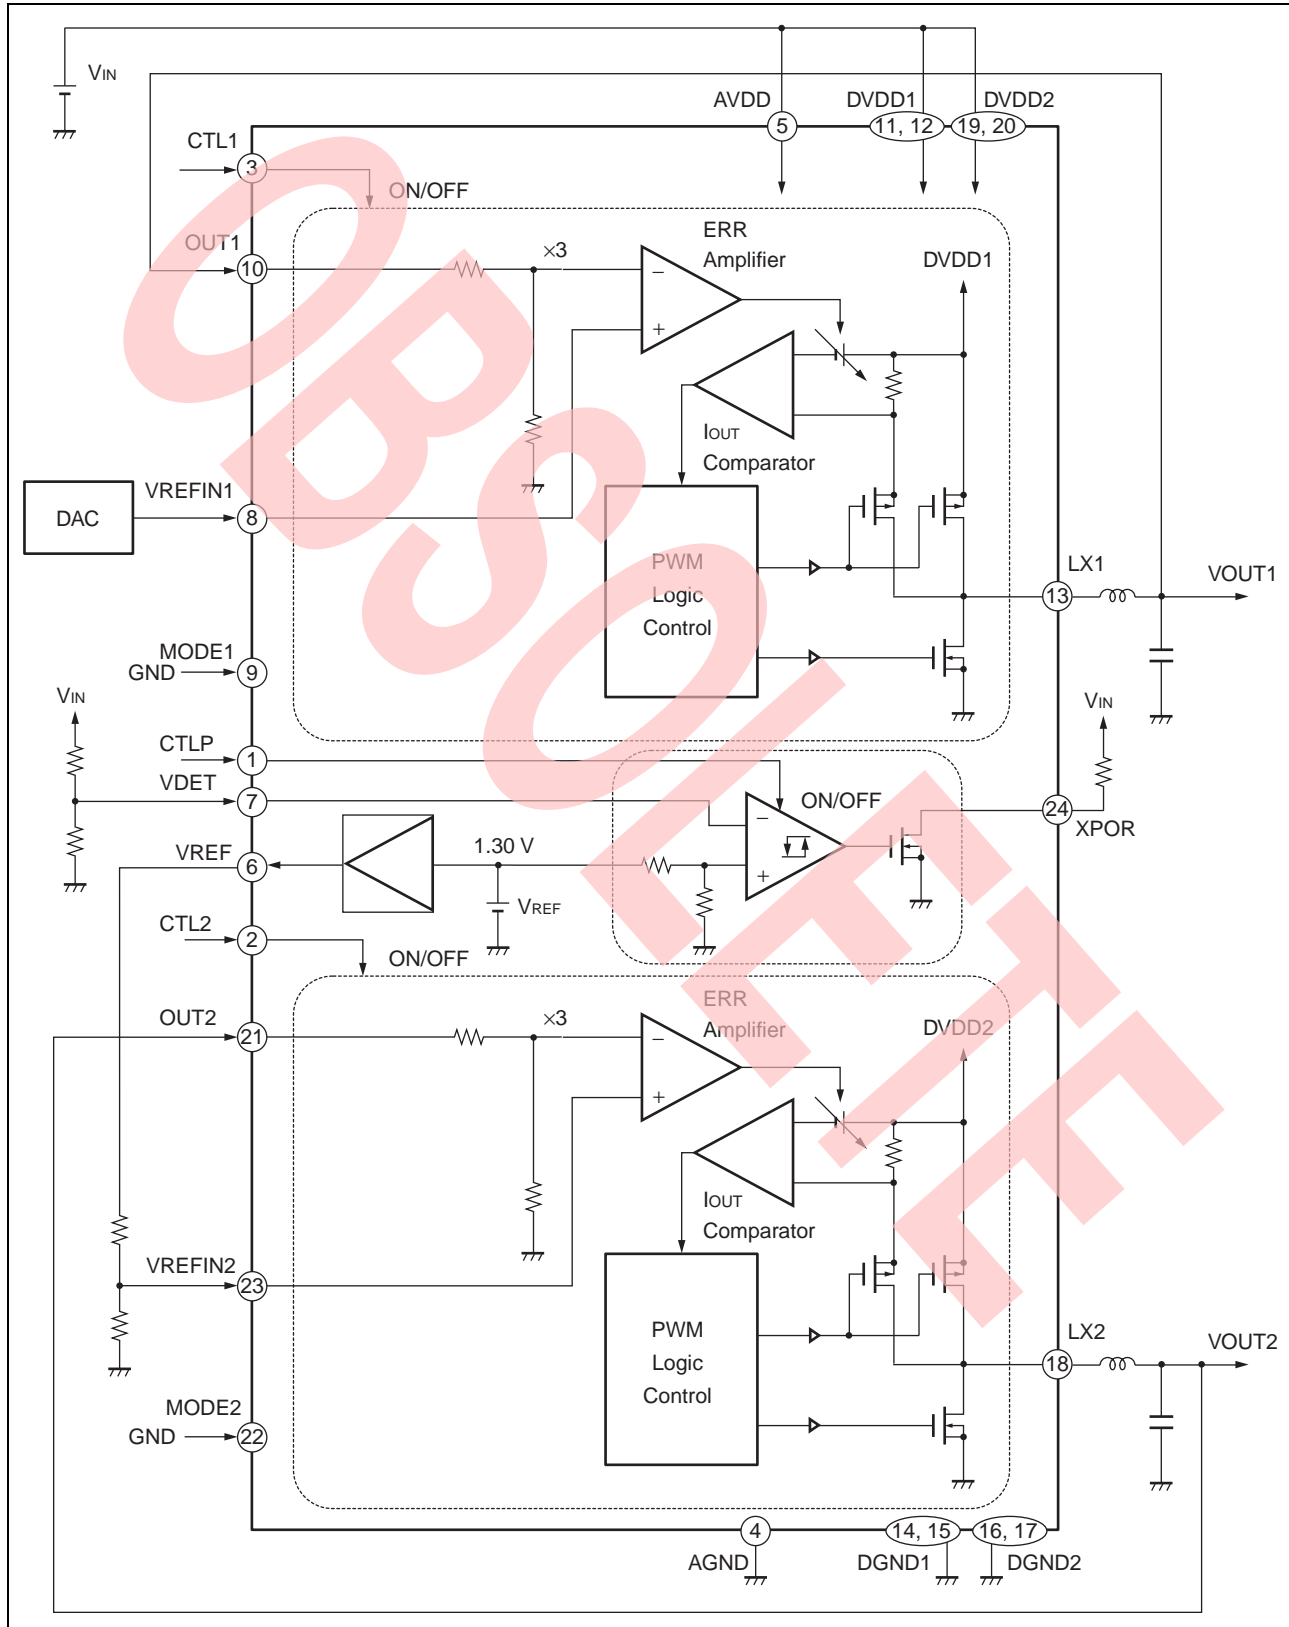 VIN
AVDD
DVDD1
DVDD2
5
11, 12
19, 20
CTL1
3
ON/OFF
OUT1
10
×3
ERR
Amplifier
DVDD1
−
+
IOUT
Comparator
DAC
VREFIN1
8
PWM
Logic
Control
LX1
13
VOUT1
MODE1
GND
9
VIN
VIN
CTLP
1
VDET
7
ON/OFF
−
+
24
XPOR
VREF
6
1.30 V
VREF
CTL2
2
ON/OFF
OUT2
21
×3
ERR
Amplifier
DVDD2
−
+
IOUT
Comparator
VREFIN2
23
PWM
Logic
Control
LX2
18
VOUT2
MODE2
GND
22
4
14, 15
16, 17
AGND
DGND1
DGND2
OBSOLETE